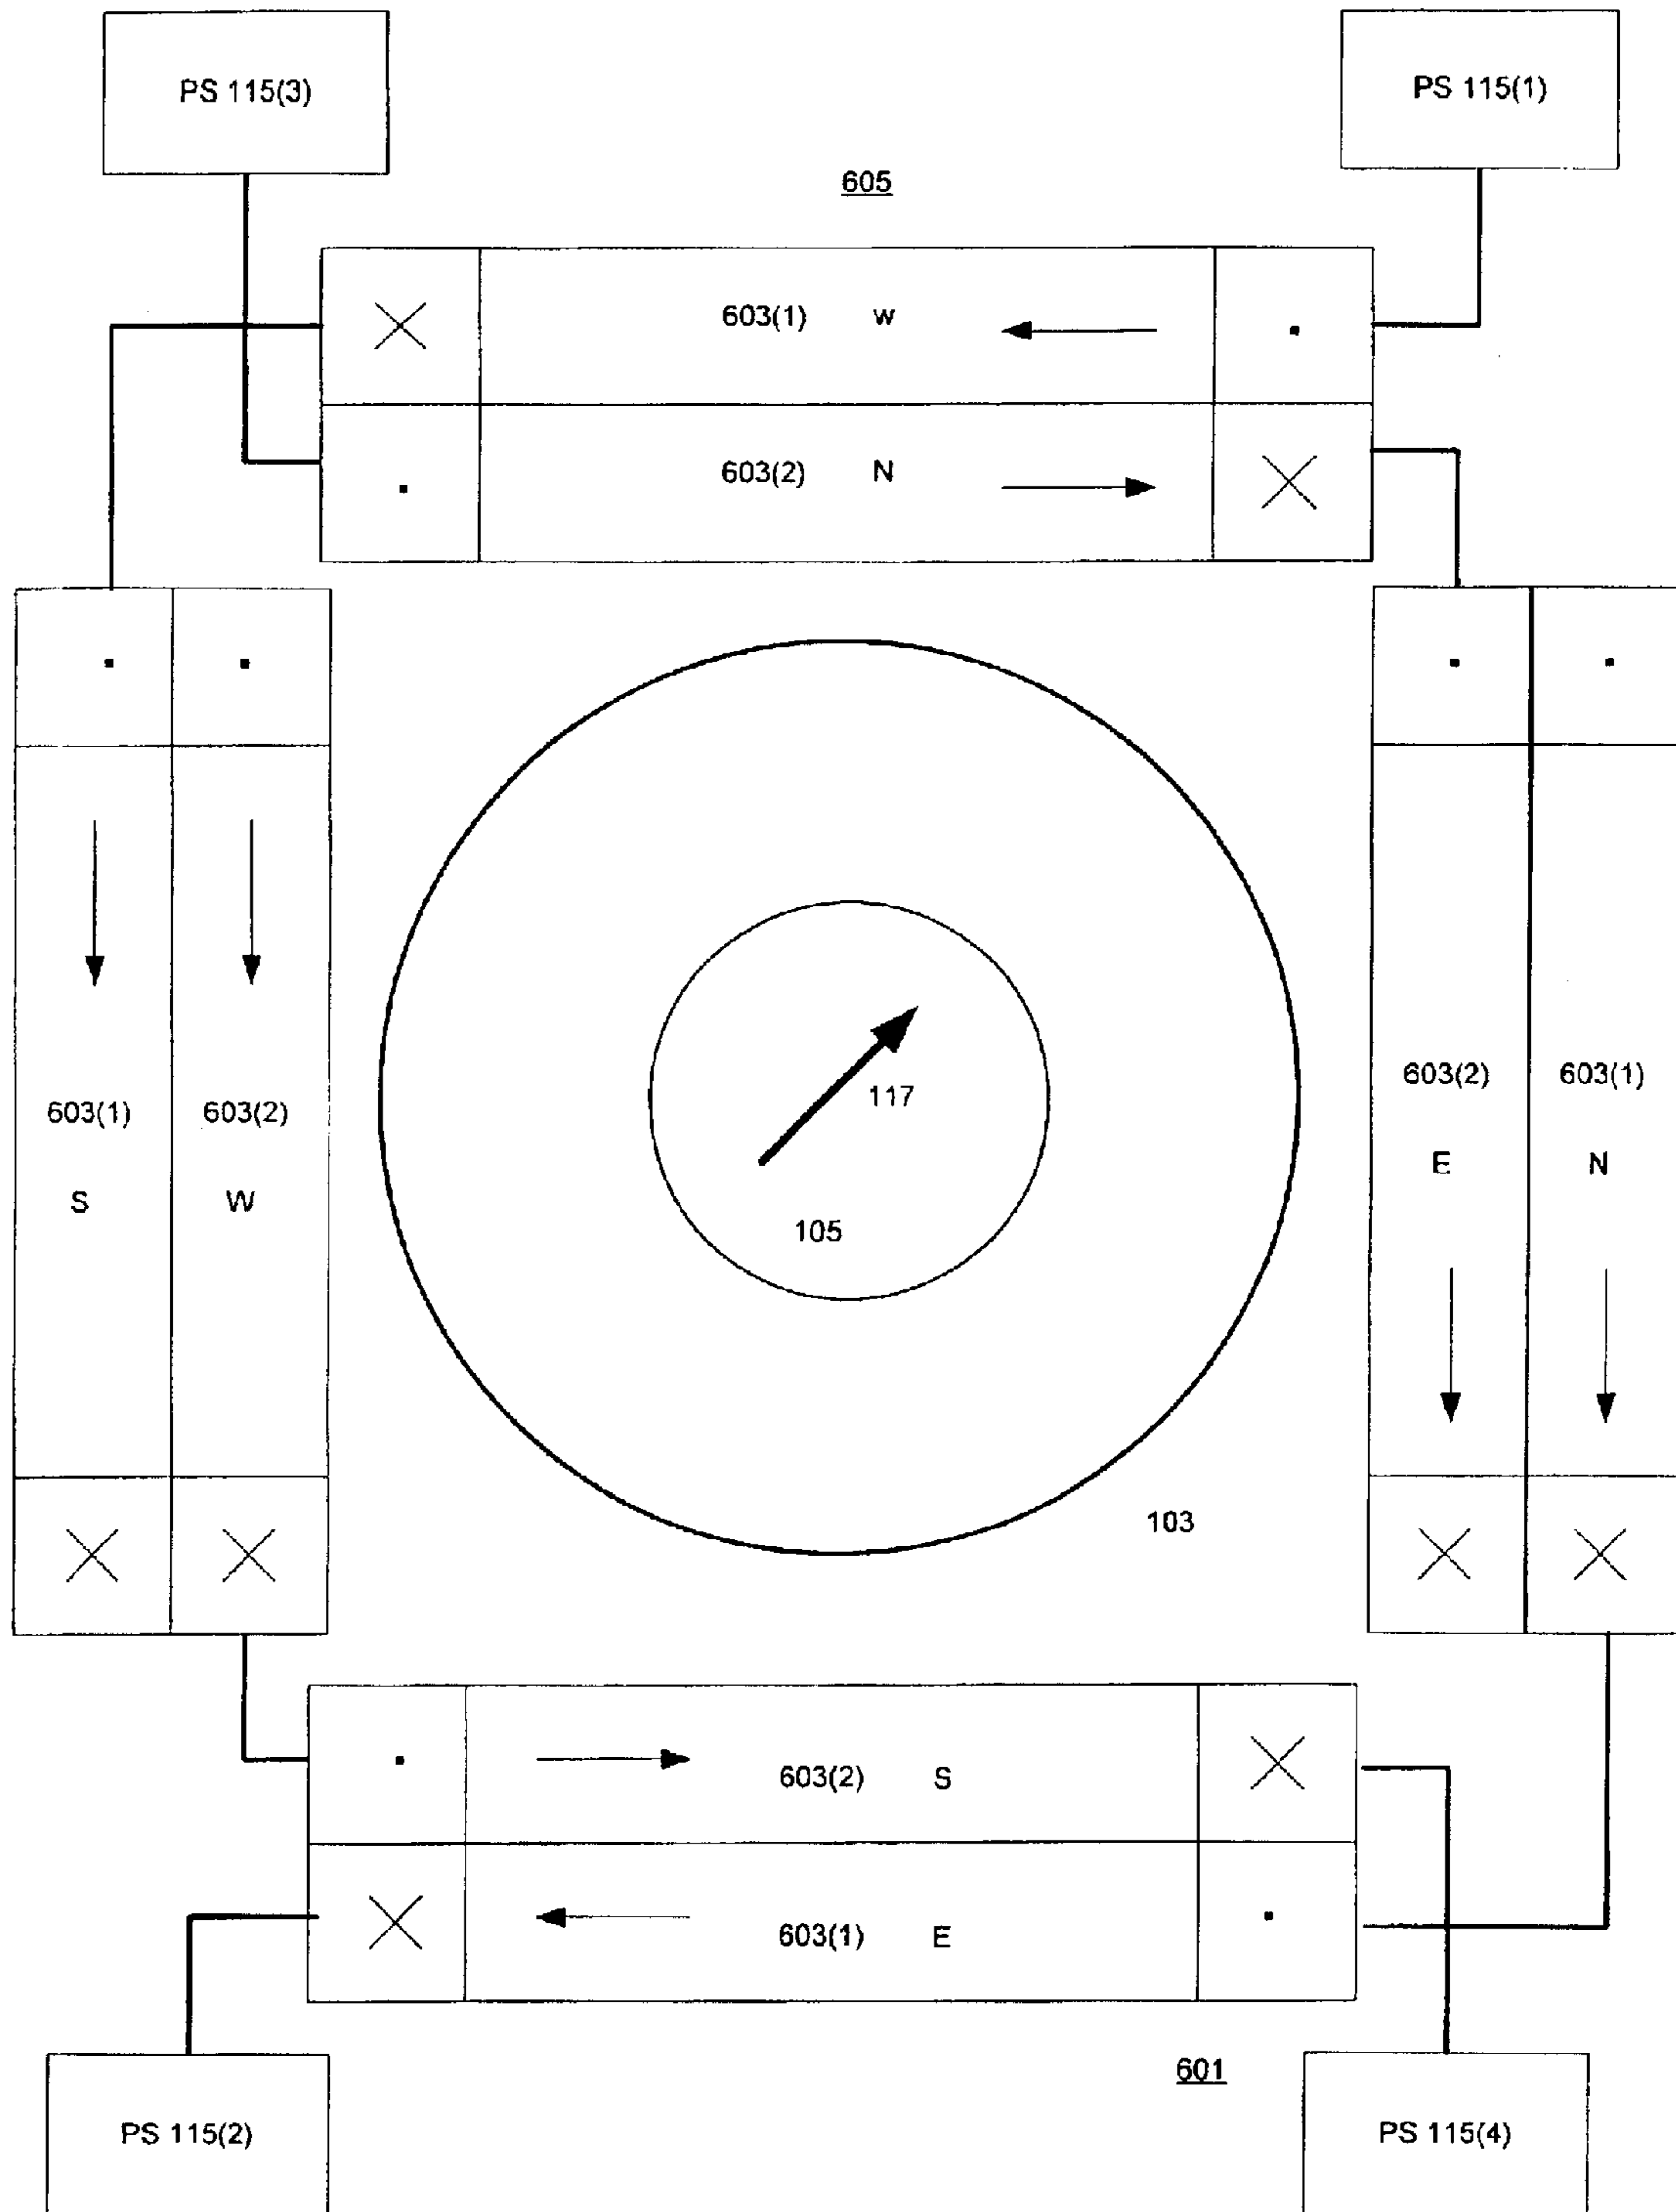 PS 115(3)
PS 115(1)
605
603(1) w
603(2) N
603(1)
S
603(2)
W
603(2)
E
603(1)
N
117
105
103
603(2) S
603(1) E
601
PS 115(2)
PS 115(4)